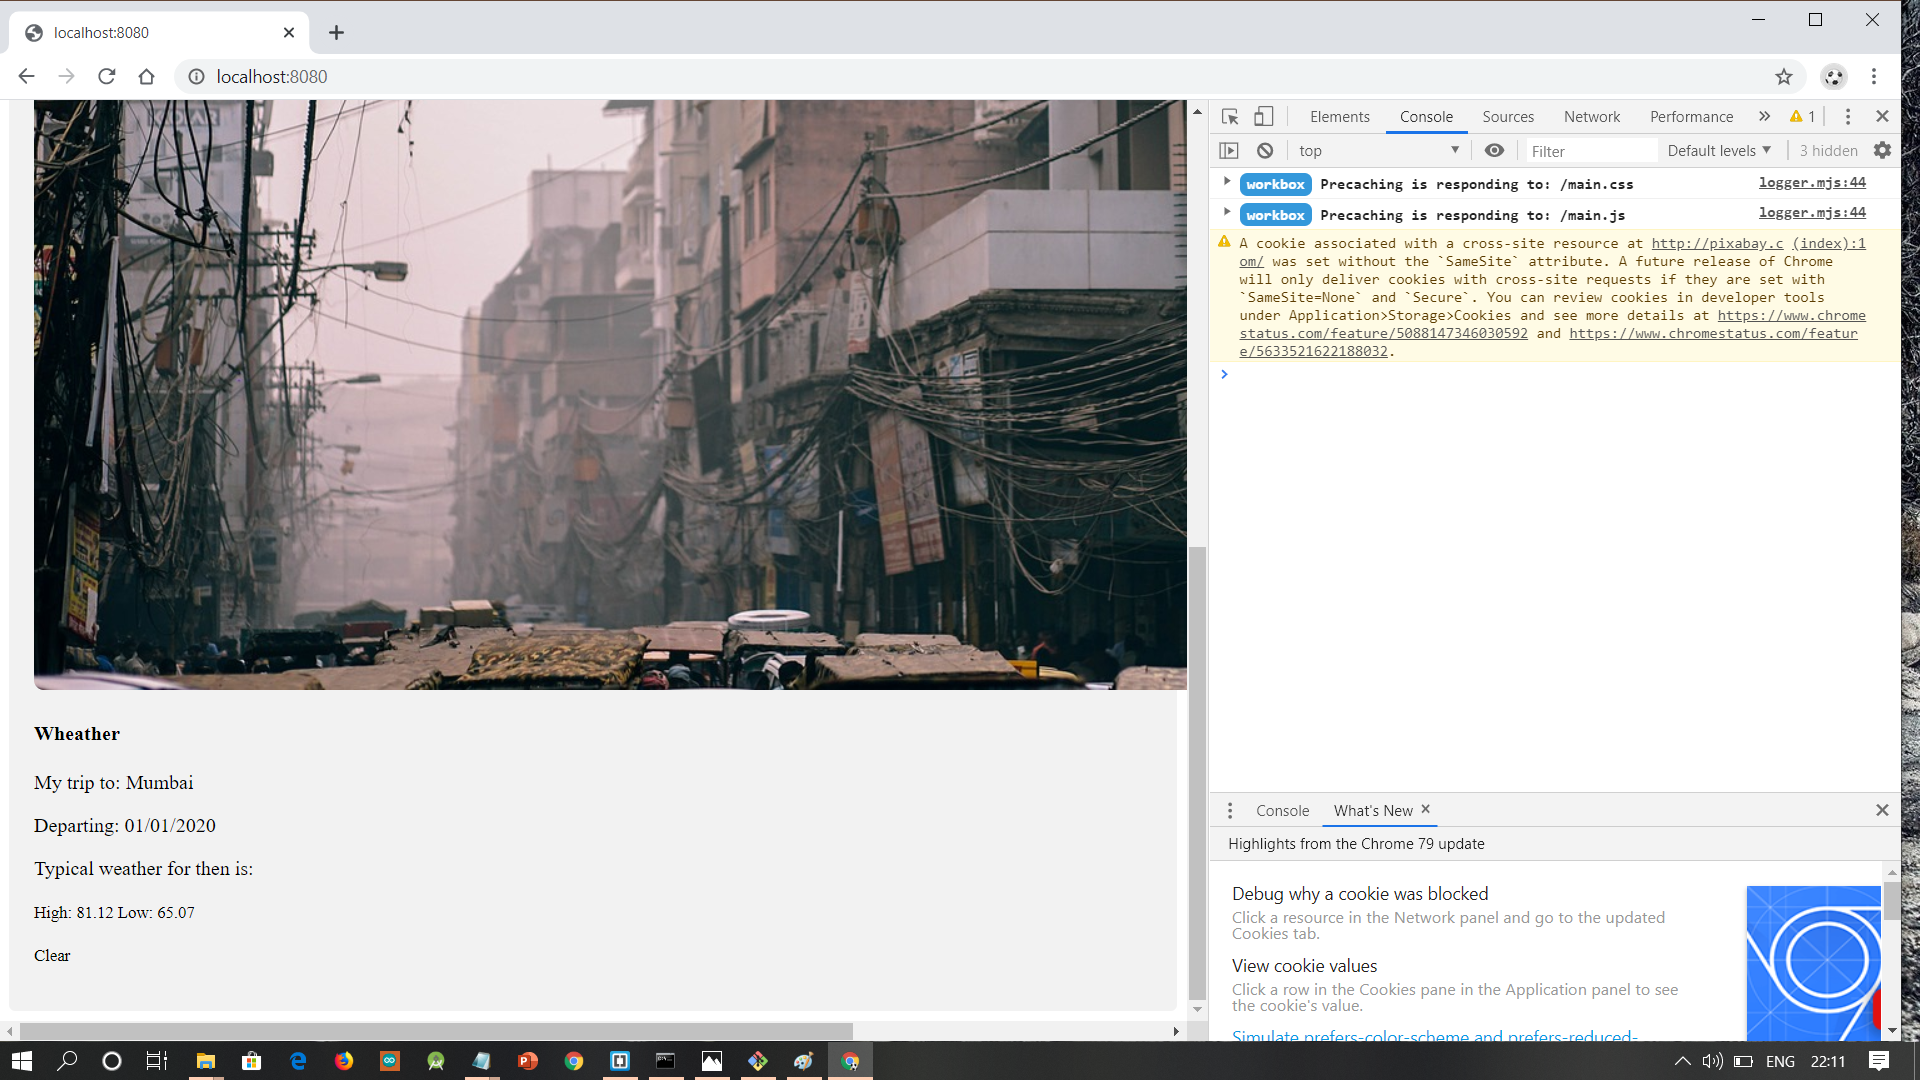 localhost:8080
localhost:8080
Wheather
My trip to: Mumbai
Departing: 01/01/2020
Typical weather for then is:
High: 81.12 Low: 65.07
Clear
Elements Console Sources Network Performance » 1
top Filter Default levels 3 hidden
workbox Precaching is responding to: /main.css logger.mjs:44
workbox Precaching is responding to: /main.js logger.mjs:44
A cookie associated with a cross-site resource at http://pixabay.c (index):1
om/ was set without the `SameSite` attribute. A future release of Chrome
will only deliver cookies with cross-site requests if they are set with
`SameSite=None` and `Secure`. You can review cookies in developer tools
under Application>Storage>Cookies and see more details at https://www.chrome
status.com/feature/5088147346030592 and https://www.chromestatus.com/featur
e/5633521622188032.
Console What's New
Highlights from the Chrome 79 update
Debug why a cookie was blocked
Click a resource in the Network panel and go to the updated
Cookies tab.
View cookie values
Click a row in the Cookies pane in the Application panel to see
the cookie's value.
Simulate prefers-color-scheme and prefers-reduced-
ENG 22:11